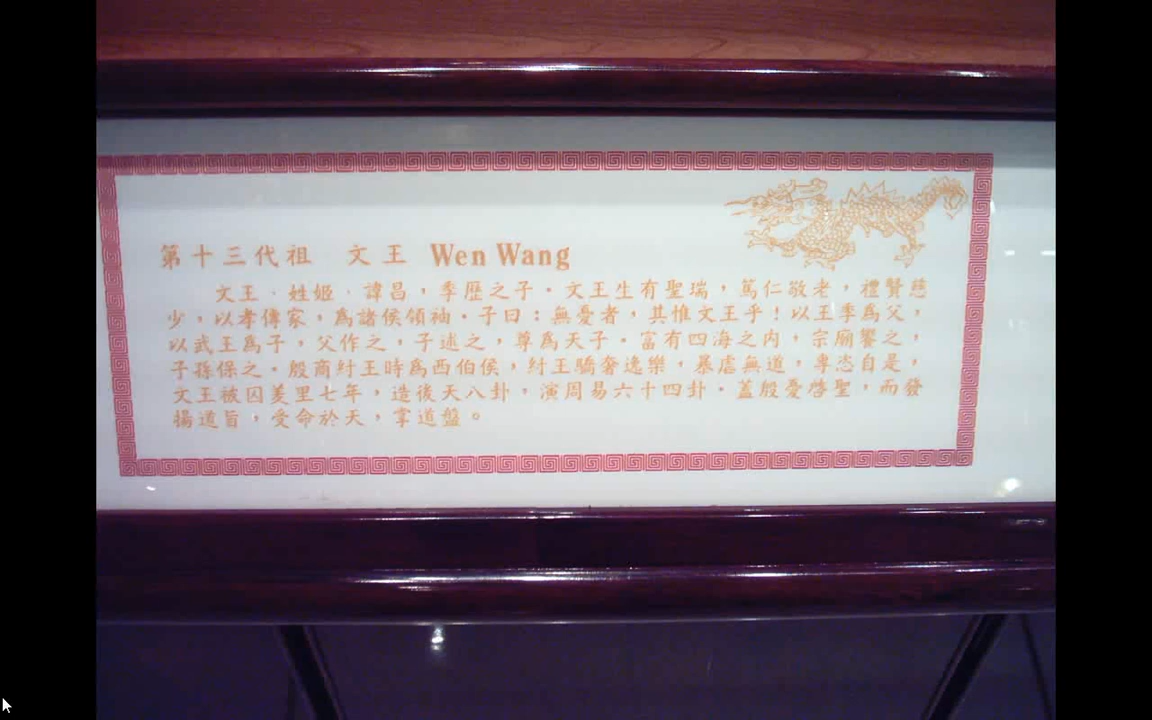 第十三代祖 文王 Wen Wang
文王﹑姓姬﹑諱昌，季歷之子。文王生有聖瑞，篤仁敬老，禮賢慈
少，以孝傳家，為諸侯領袖。子曰：無憂者，其惟文王乎！以王季為父，
以武王為子，父作之，子述之，尊為天子。富有四海之內，宗廟饗之，
子孫保之。殷商紂王時為西伯侯，紂王驕奢逸樂，暴虐無道，專恣自是，
文王被囚羑里七年，造後天八卦，演周易六十四卦。蓋殷憂啓聖，而發
揚道旨，受命於天，掌道盤。